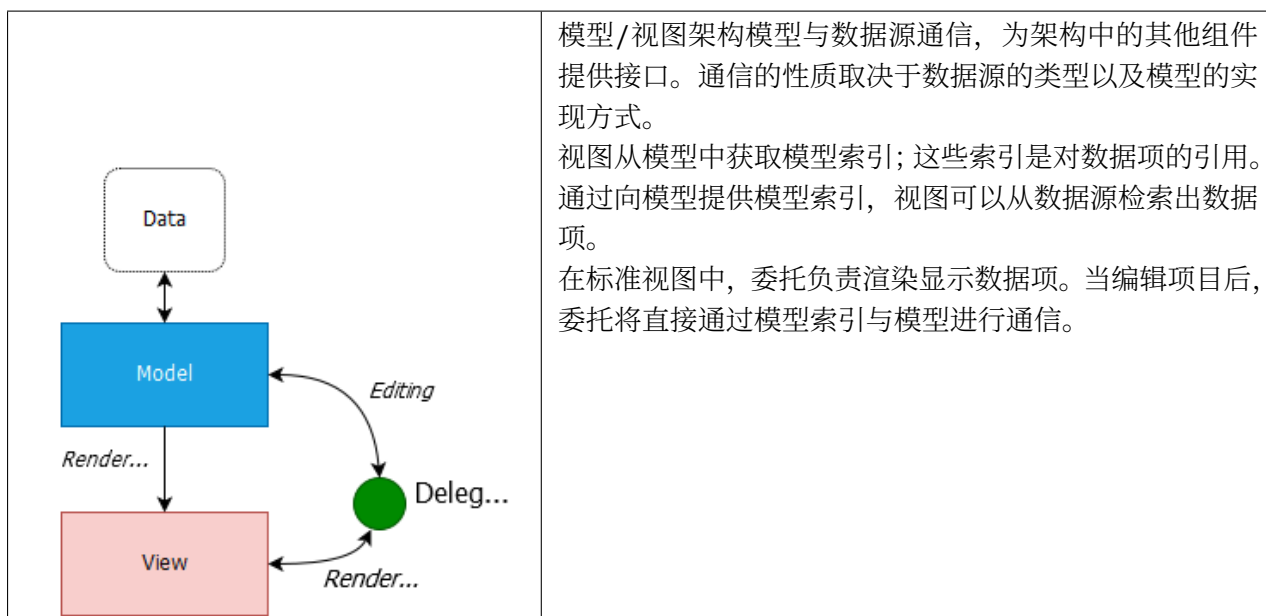 Data
Model
Editing
Render...
Deleg...
View
Render...
模型/视图架构模型与数据源通信，为架构中的其他组件
提供接口。通信的性质取决于数据源的类型以及模型的实
现方式。
视图从模型中获取模型索引；这些索引是对数据项的引用。
通过向模型提供模型索引，视图可以从数据源检索出数据
项。
在标准视图中，委托负责渲染显示数据项。当编辑项目后，
委托将直接通过模型索引与模型进行通信。